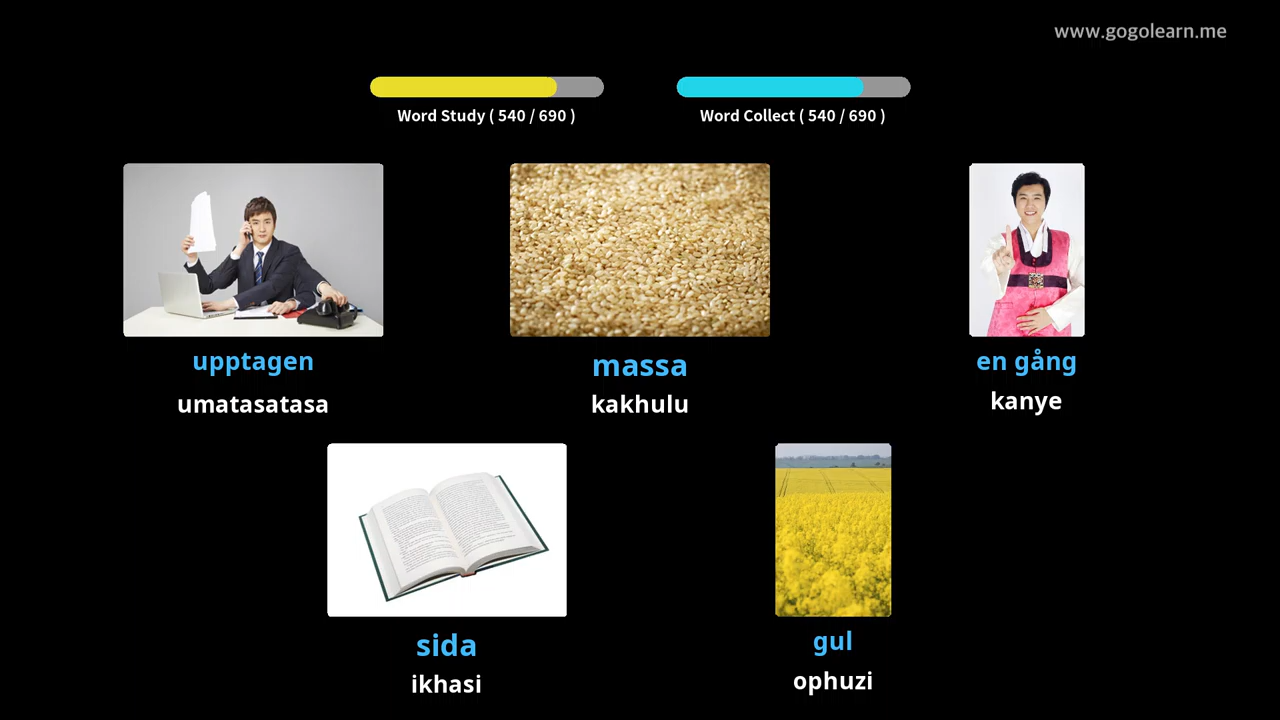 www.gogolearn.me
Word Study ( 540 / 690 )
Word Collect ( 540 / 690 )
upptagen
umatasatasa
massa
kakhulu
en gång
kanye
sida
ikhasi
gul
ophuzi